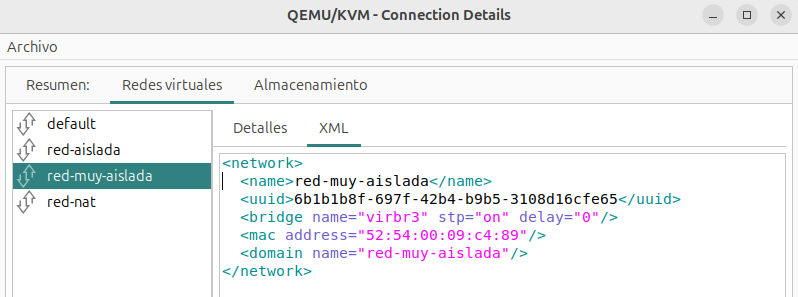 QEMU/KVM - Connection Details
Archivo
Resumen: Redes virtuales Almacenamiento
default
red-aislada
red-muy-aislada
red-nat
Detalles XML
<network>
  <name>red-muy-aislada</name>
  <uuid>6b1b1b8f-697f-42b4-b9b5-3108d16cfe65</uuid>
  <bridge name="virbr3" stp="on" delay="0"/>
  <mac address="52:54:00:09:c4:89"/>
  <domain name="red-muy-aislada"/>
</network>